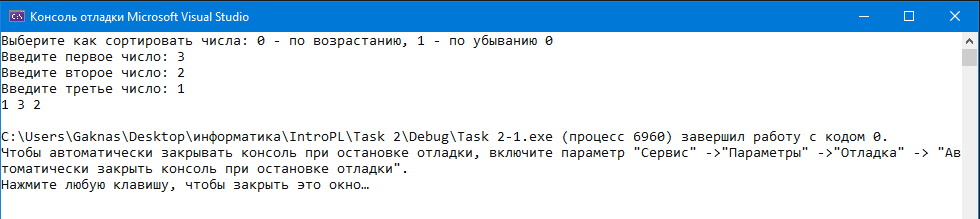 Консоль отладки Microsoft Visual Studio
Выберите как сортировать числа: 0 - по возрастанию, 1 - по убыванию 0
Введите первое число: 3
Введите второе число: 2
Введите третье число: 1
1 3 2
C:\Users\Gaknas\Desktop\информатика\IntroPL\Task 2\Debug\Task 2-1.exe (процесс 6960) завершил работу с кодом 0.
Чтобы автоматически закрывать консоль при остановке отладки, включите параметр "Сервис" ->"Параметры" ->"Отладка" -> "Ав
томатически закрыть консоль при остановке отладки".
Нажмите любую клавишу, чтобы закрыть это окно…